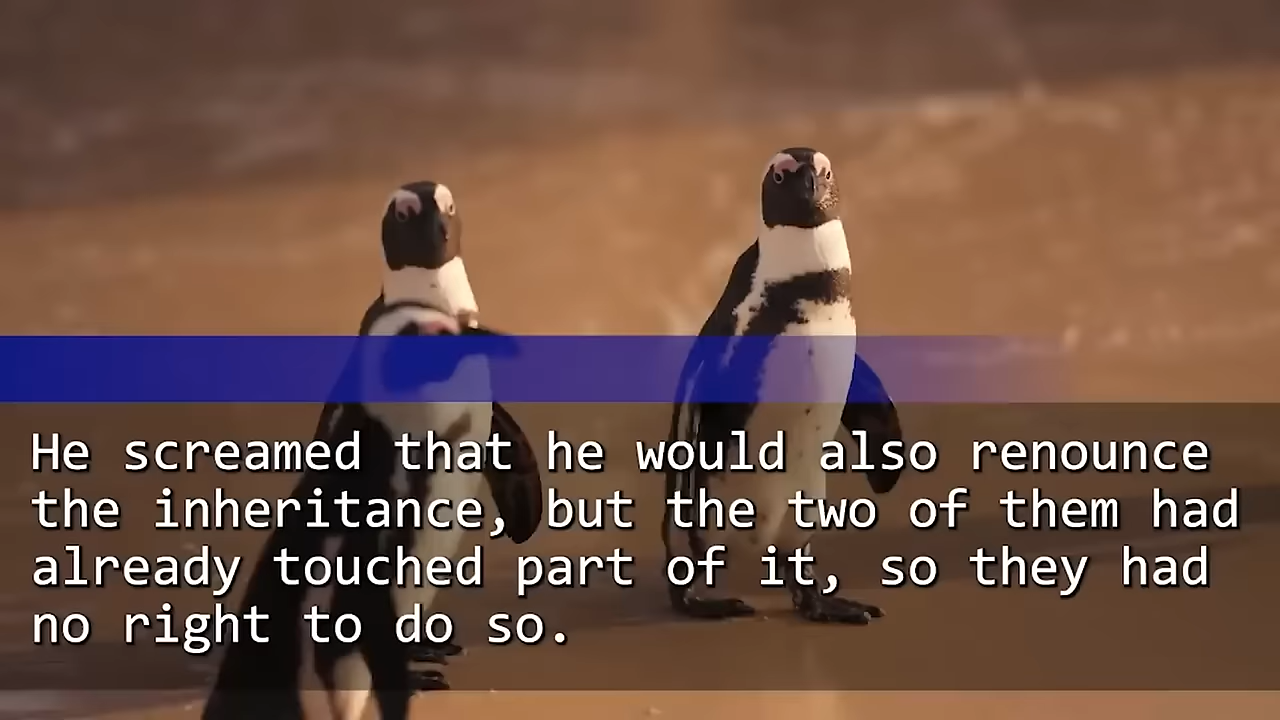 He screamed that he would also renounce
the inheritance, but the two of them had
already touched part of it, so they had
no right to do so.